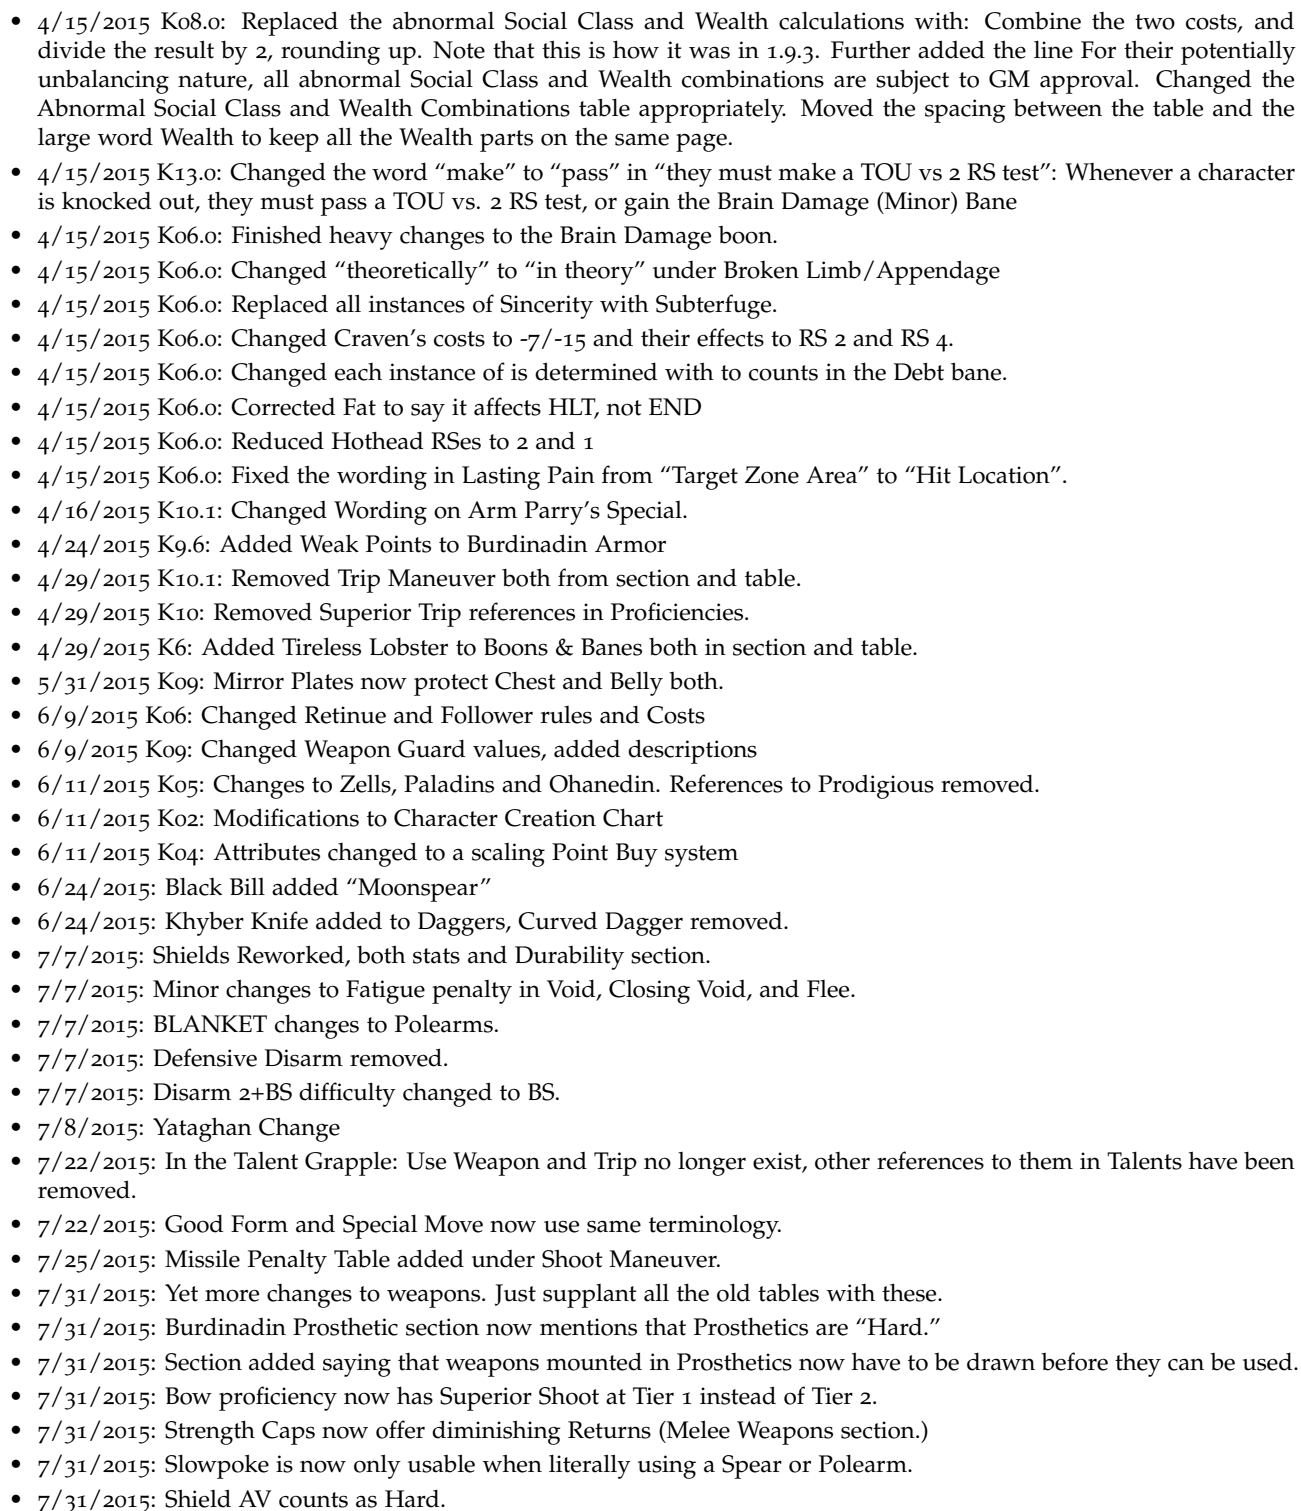 • 4/15/2015 K08.0: Replaced the abnormal Social Class and Wealth calculations with: Combine the two costs, and
divide the result by 2, rounding up. Note that this is how it was in 1.9.3. Further added the line For their potentially
unbalancing nature, all abnormal Social Class and Wealth combinations are subject to GM approval. Changed the
Abnormal Social Class and Wealth Combinations table appropriately. Moved the spacing between the table and the
large word Wealth to keep all the Wealth parts on the same page.
• 4/15/2015 K13.0: Changed the word “make” to “pass” in “they must make a TOU vs 2 RS test”: Whenever a character
is knocked out, they must pass a TOU vs. 2 RS test, or gain the Brain Damage (Minor) Bane
• 4/15/2015 K06.0: Finished heavy changes to the Brain Damage boon.
• 4/15/2015 K06.0: Changed “theoretically” to “in theory” under Broken Limb/Appendage
• 4/15/2015 K06.0: Replaced all instances of Sincerity with Subterfuge.
• 4/15/2015 K06.0: Changed Craven’s costs to -7/-15 and their effects to RS 2 and RS 4.
• 4/15/2015 K06.0: Changed each instance of is determined with to counts in the Debt bane.
• 4/15/2015 K06.0: Corrected Fat to say it affects HLT, not END
• 4/15/2015 K06.0: Reduced Hothead RSes to 2 and 1
• 4/15/2015 K06.0: Fixed the wording in Lasting Pain from “Target Zone Area” to “Hit Location”.
• 4/16/2015 K10.1: Changed Wording on Arm Parry’s Special.
• 4/24/2015 K9.6: Added Weak Points to Burdinadin Armor
• 4/29/2015 K10.1: Removed Trip Maneuver both from section and table.
• 4/29/2015 K10: Removed Superior Trip references in Proficiencies.
• 4/29/2015 K6: Added Tireless Lobster to Boons & Banes both in section and table.
• 5/31/2015 K09: Mirror Plates now protect Chest and Belly both.
• 6/9/2015 K06: Changed Retinue and Follower rules and Costs
• 6/9/2015 K09: Changed Weapon Guard values, added descriptions
• 6/11/2015 K05: Changes to Zells, Paladins and Ohanedin. References to Prodigious removed.
• 6/11/2015 K02: Modifications to Character Creation Chart
• 6/11/2015 K04: Attributes changed to a scaling Point Buy system
• 6/24/2015: Black Bill added “Moonspear”
• 6/24/2015: Khyber Knife added to Daggers, Curved Dagger removed.
• 7/7/2015: Shields Reworked, both stats and Durability section.
• 7/7/2015: Minor changes to Fatigue penalty in Void, Closing Void, and Flee.
• 7/7/2015: BLANKET changes to Polearms.
• 7/7/2015: Defensive Disarm removed.
• 7/7/2015: Disarm 2+BS difficulty changed to BS.
• 7/8/2015: Yataghan Change
• 7/22/2015: In the Talent Grapple: Use Weapon and Trip no longer exist, other references to them in Talents have been
removed.
• 7/22/2015: Good Form and Special Move now use same terminology.
• 7/25/2015: Missile Penalty Table added under Shoot Maneuver.
• 7/31/2015: Yet more changes to weapons. Just supplant all the old tables with these.
• 7/31/2015: Burdinadin Prosthetic section now mentions that Prosthetics are “Hard.”
• 7/31/2015: Section added saying that weapons mounted in Prosthetics now have to be drawn before they can be used.
• 7/31/2015: Bow proficiency now has Superior Shoot at Tier 1 instead of Tier 2.
• 7/31/2015: Strength Caps now offer diminishing Returns (Melee Weapons section.)
• 7/31/2015: Slowpoke is now only usable when literally using a Spear or Polearm.
• 7/31/2015: Shield AV counts as Hard.